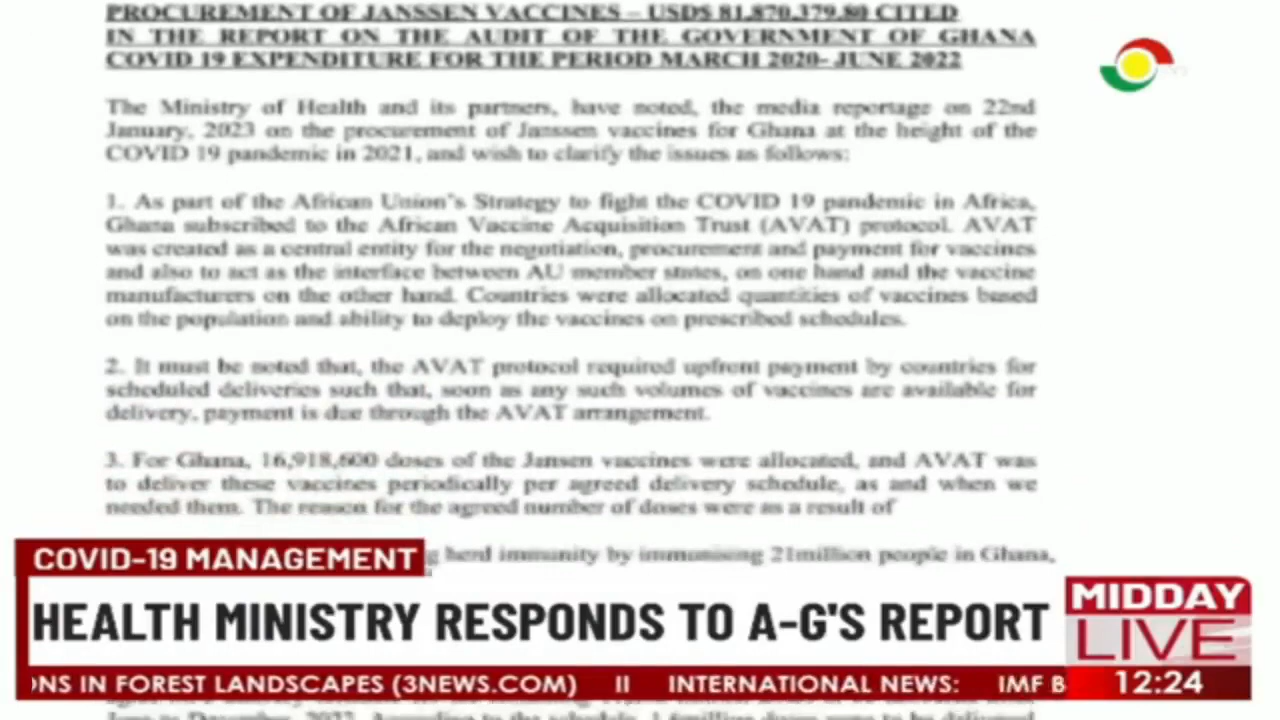 PROCUREMENT OF JANSSEN VACCINES – USD$ 81,870,379.80 CITED
IN THE REPORT ON THE AUDIT OF THE GOVERNMENT OF GHANA
COVID 19 EXPENDITURE FOR THE PERIOD MARCH 2020- JUNE 2022
The Ministry of Health and its partners, have noted, the media reportage on 22nd
January, 2023 on the procurement of Janssen vaccines for Ghana at the height of the
COVID 19 pandemic in 2021, and wish to clarify the issues as follows:
1. As part of the African Union's Strategy to fight the COVID 19 pandemic in Africa,
Ghana subscribed to the African Vaccine Acquisition Trust (AVAT) protocol. AVAT
was created as a central entity for the negotiation, procurement and payment for vaccines
and also to act as the interface between AU member states, on one hand and the vaccine
manufacturers on the other hand. Countries were allocated quantities of vaccines based
on the population and ability to deploy the vaccines on prescribed schedules.
2. It must be noted that, the AVAT protocol required upfront payment by countries for
scheduled deliveries such that, soon as any such volumes of vaccines are available for
delivery, payment is due through the AVAT arrangement.
3. For Ghana, 16,918,600 doses of the Jansen vaccines were allocated, and AVAT was
to deliver these vaccines periodically per agreed delivery schedule, as and when we
needed them. The reason for the agreed number of doses were as a result of
herd immunity by immunising 21million people in Ghana,
COVID-19 MANAGEMENT
HEALTH MINISTRY RESPONDS TO A-G'S REPORT
MIDDAY
LIVE
ONS IN FOREST LANDSCAPES (3NEWS.COM) II INTERNATIONAL NEWS: IMF B
12:24